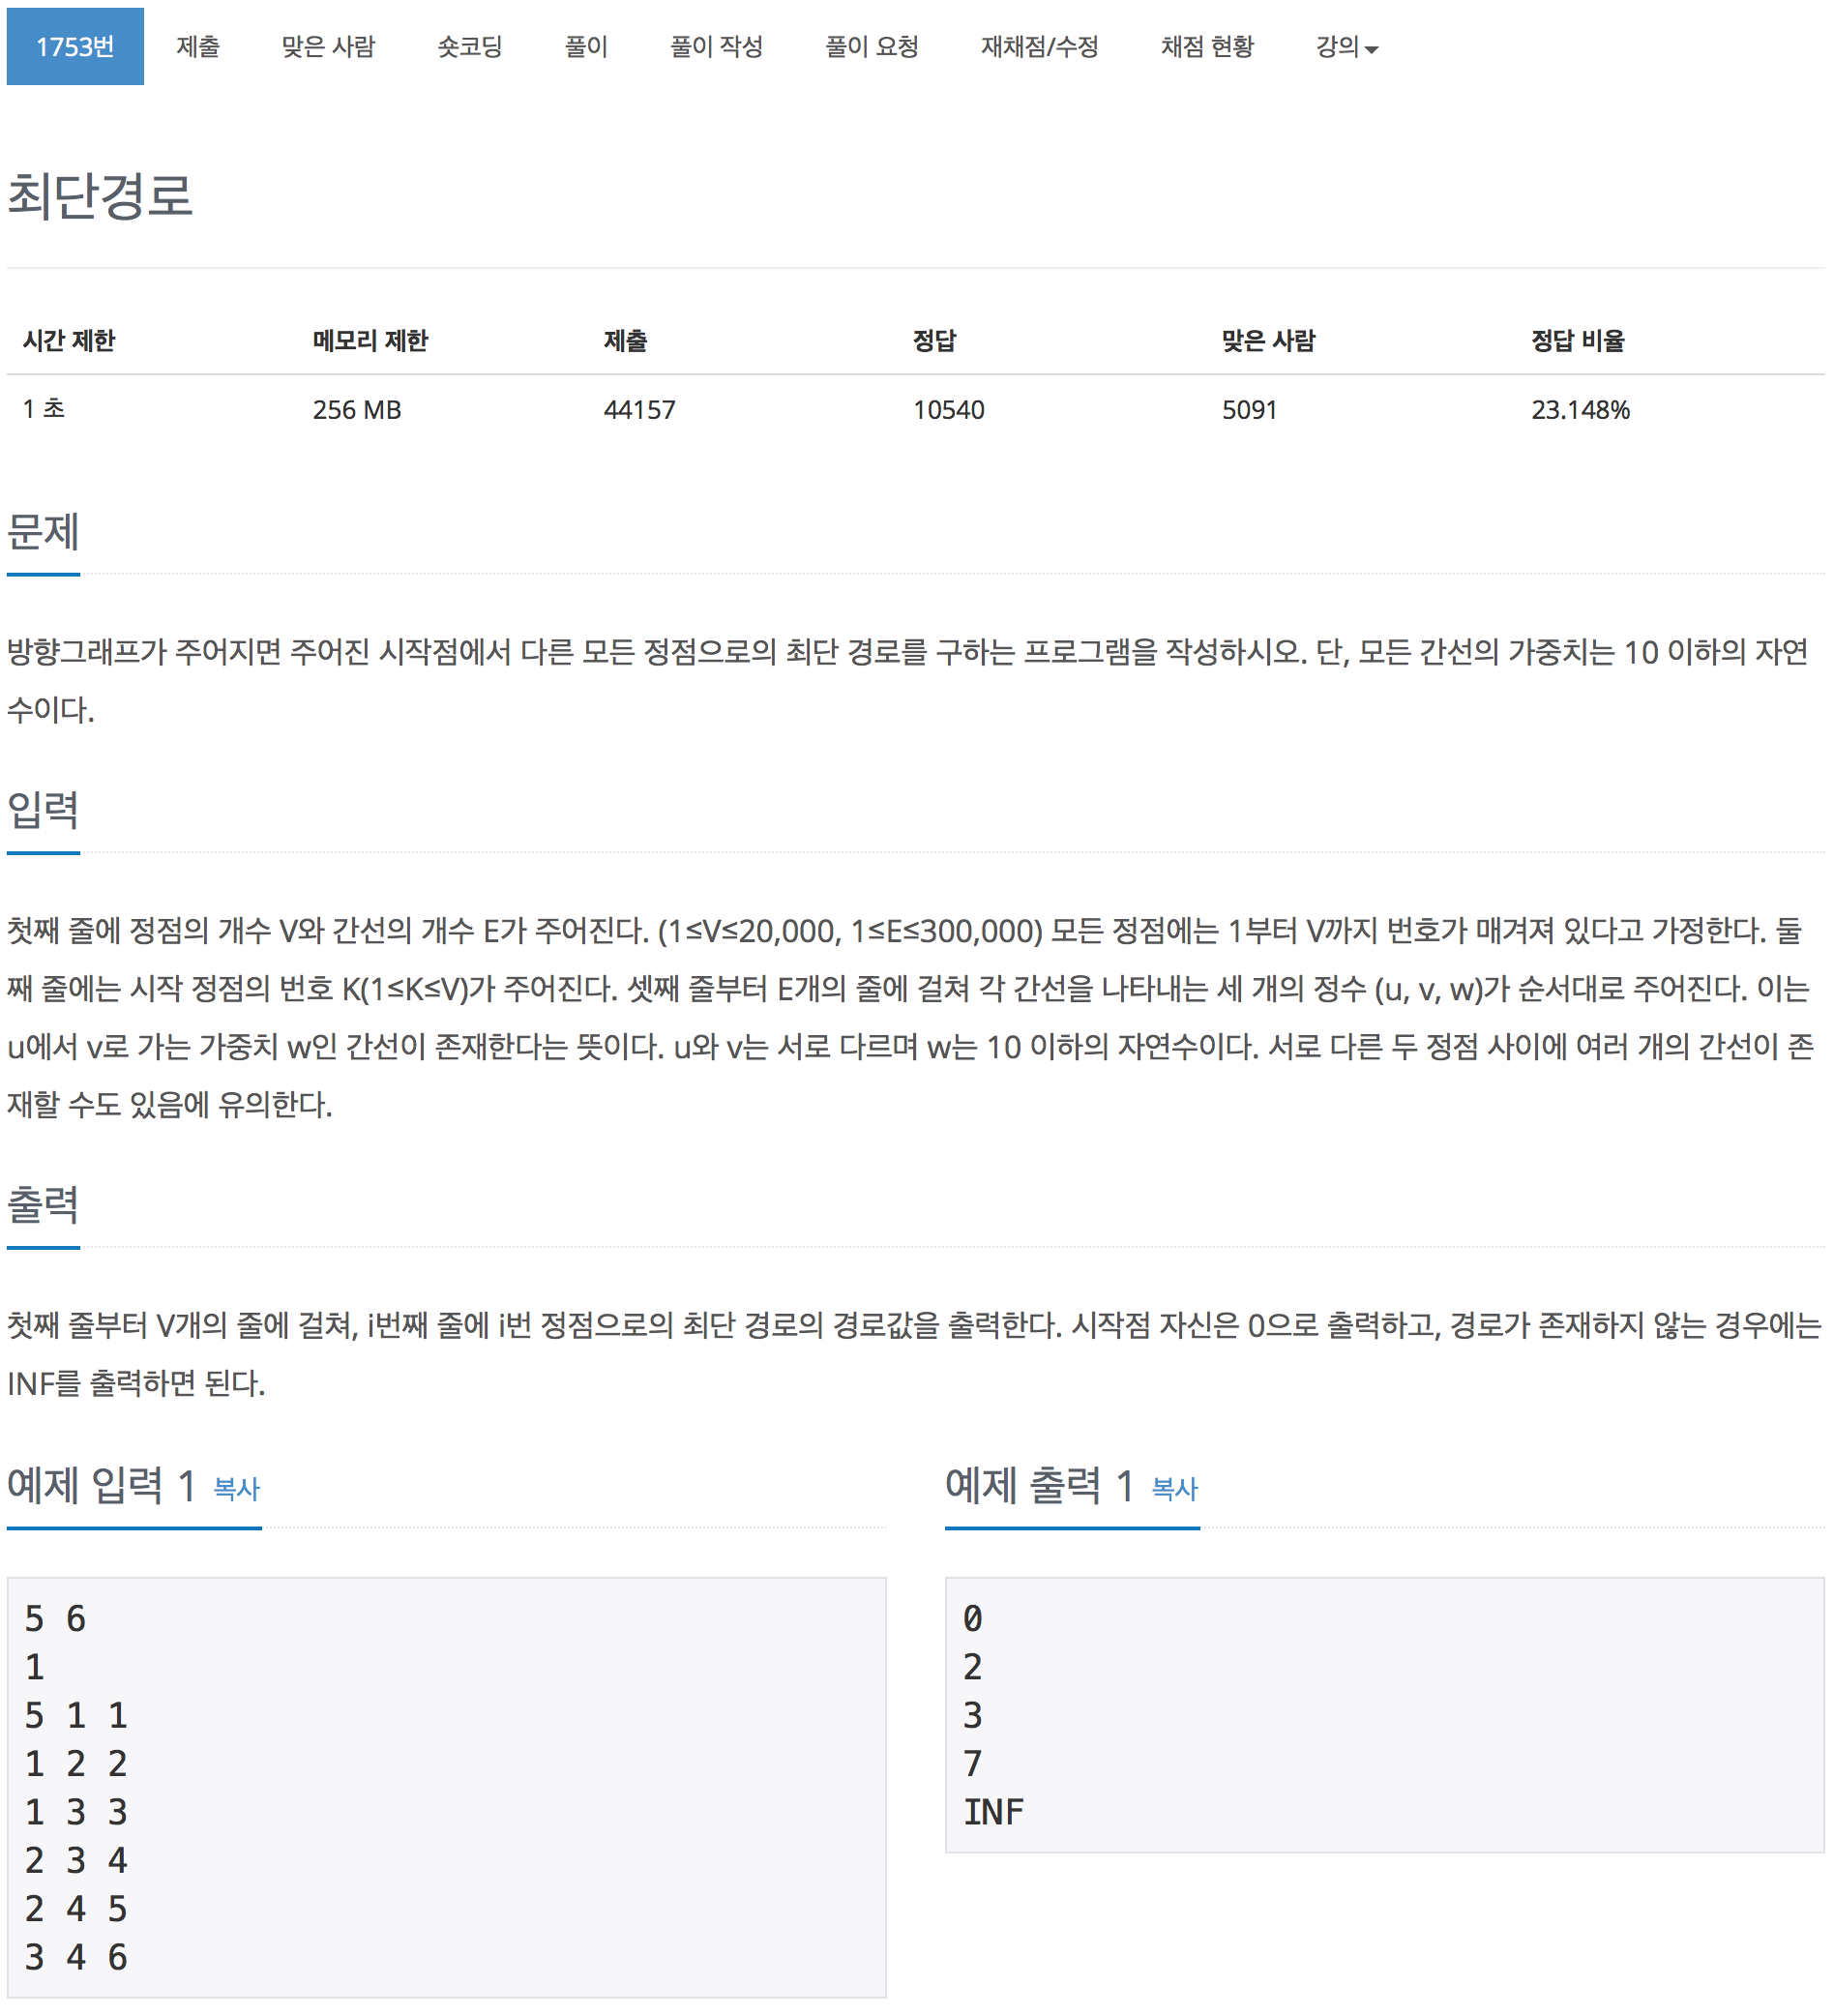 1753번 제출 맞은 사람 숏코딩 풀이 풀이 작성 풀이 요청 재채점/수정 채점 현황 강의
최단경로
시간 제한 메모리 제한 제출 정답 맞은 사람 정답 비율
1 초 256 MB 44157 10540 5091 23.148%
문제
방향그래프가 주어지면 주어진 시작점에서 다른 모든 정점으로의 최단 경로를 구하는 프로그램을 작성하시오. 단, 모든 간선의 가중치는 10 이하의 자연
수이다.
입력
첫째 줄에 정점의 개수 V와 간선의 개수 E가 주어진다. (1≤V≤20,000, 1≤E≤300,000) 모든 정점에는 1부터 V까지 번호가 매겨져 있다고 가정한다. 둘
째 줄에는 시작 정점의 번호 K(1≤K≤V)가 주어진다. 셋째 줄부터 E개의 줄에 걸쳐 각 간선을 나타내는 세 개의 정수 (u, v, w)가 순서대로 주어진다. 이는
u에서 v로 가는 가중치 w인 간선이 존재한다는 뜻이다. u와 v는 서로 다르며 w는 10 이하의 자연수이다. 서로 다른 두 정점 사이에 여러 개의 간선이 존
재할 수도 있음에 유의한다.
출력
첫째 줄부터 V개의 줄에 걸쳐, i번째 줄에 i번 정점으로의 최단 경로의 경로값을 출력한다. 시작점 자신은 0으로 출력하고, 경로가 존재하지 않는 경우에는
INF를 출력하면 된다.
예제 입력 1 복사
5 6
1
5 1 1
1 2 2
1 3 3
2 3 4
2 4 5
3 4 6
예제 출력 1 복사
0
2
3
7
INF